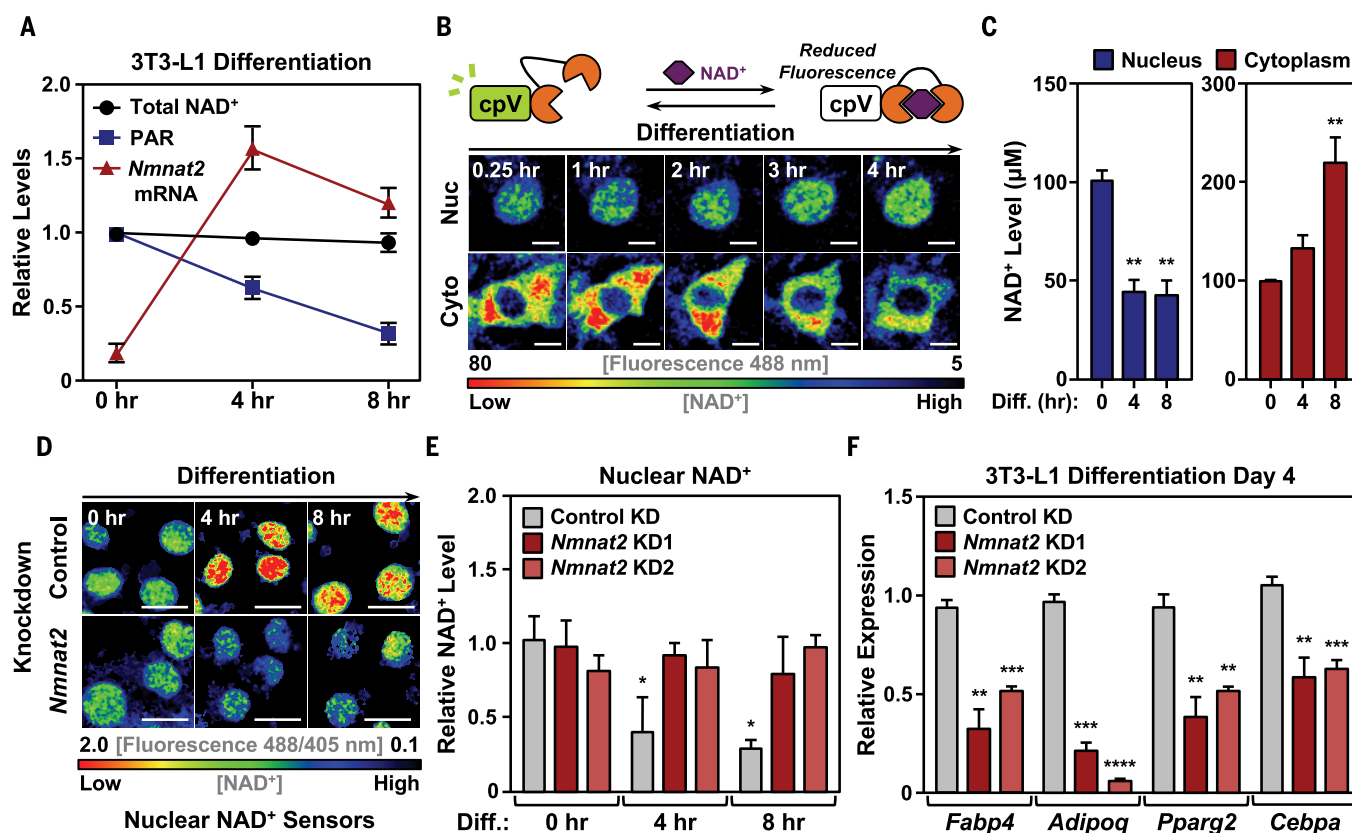 A
3T3-L1 Differentiation
Relative Levels
2.0
1.5
1.0
0.5
0
Total NAD+
PAR
Nmnat2
mRNA
0 hr
4 hr
8 hr
B
cpV
NAD+
Reduced
Fluorescence
cpV
Differentiation
0.25 hr
1 hr
2 hr
3 hr
4 hr
Nuc
Cyto
80
[Fluorescence 488 nm]
5
Low
[NAD+]
High
C
Nucleus
Cytoplasm
NAD+ Level (µM)
150
100
50
0
**
**
300
200
100
0
**
Diff. (hr):
0
4
8
0
4
8
D
Differentiation
Knockdown
Control
Nmnat2
0 hr
4 hr
8 hr
2.0
[Fluorescence 488/405 nm]
0.1
Low
[NAD+]
High
Nuclear NAD+ Sensors
E
Nuclear NAD+
Relative NAD+ Level
2.0
1.5
1.0
0.5
0
Control KD
Nmnat2 KD1
Nmnat2 KD2
*
*
Diff.:
0 hr
4 hr
8 hr
F
3T3-L1 Differentiation Day 4
Relative Expression
1.5
1.0
0.5
0
Control KD
Nmnat2 KD1
Nmnat2 KD2
**
***
***
****
**
**
**
***
Fabp4
Adipoq
Pparg2
Cebpa